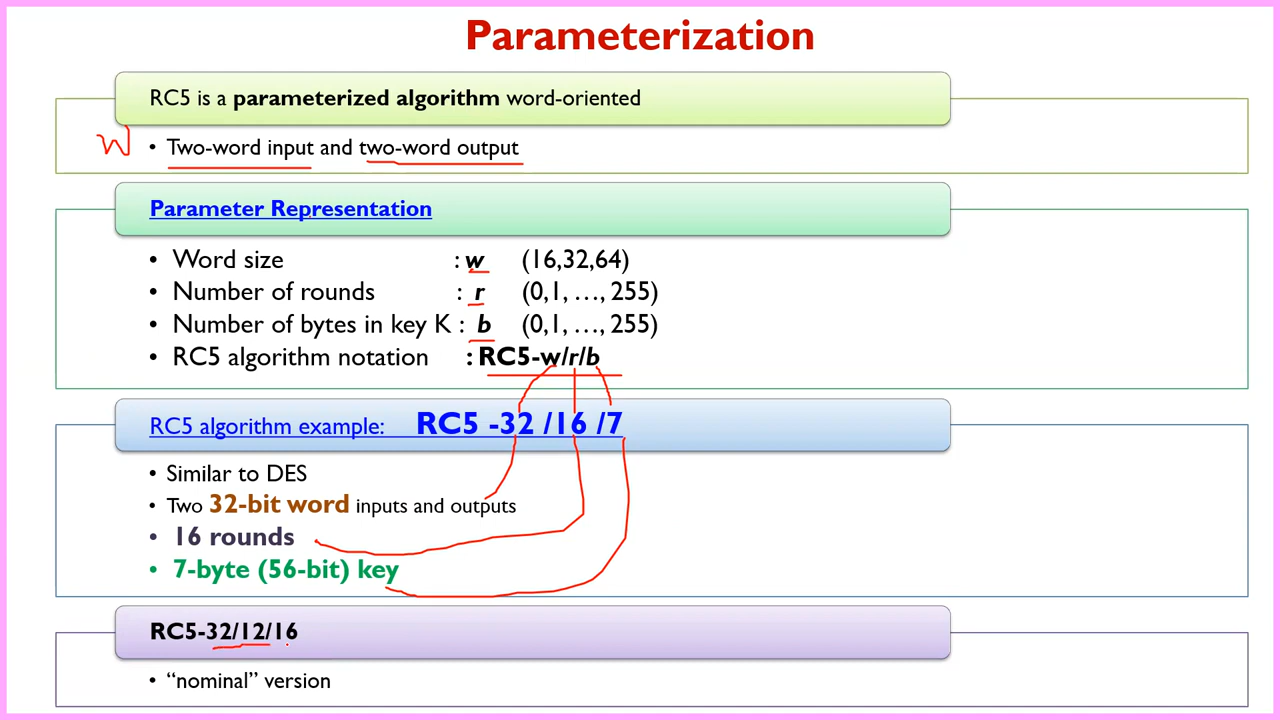 Parameterization
RC5 is a parameterized algorithm word-oriented
W • Two-word input and two-word output
Parameter Representation
• Word size : w (16,32,64)
• Number of rounds : r (0,1, …, 255)
• Number of bytes in key K : b (0,1, …, 255)
• RC5 algorithm notation : RC5-w/r/b
RC5 algorithm example: RC5 -32 /16 /7
• Similar to DES
• Two 32-bit word inputs and outputs
• 16 rounds
• 7-byte (56-bit) key
RC5-32/12/16
• “nominal” version